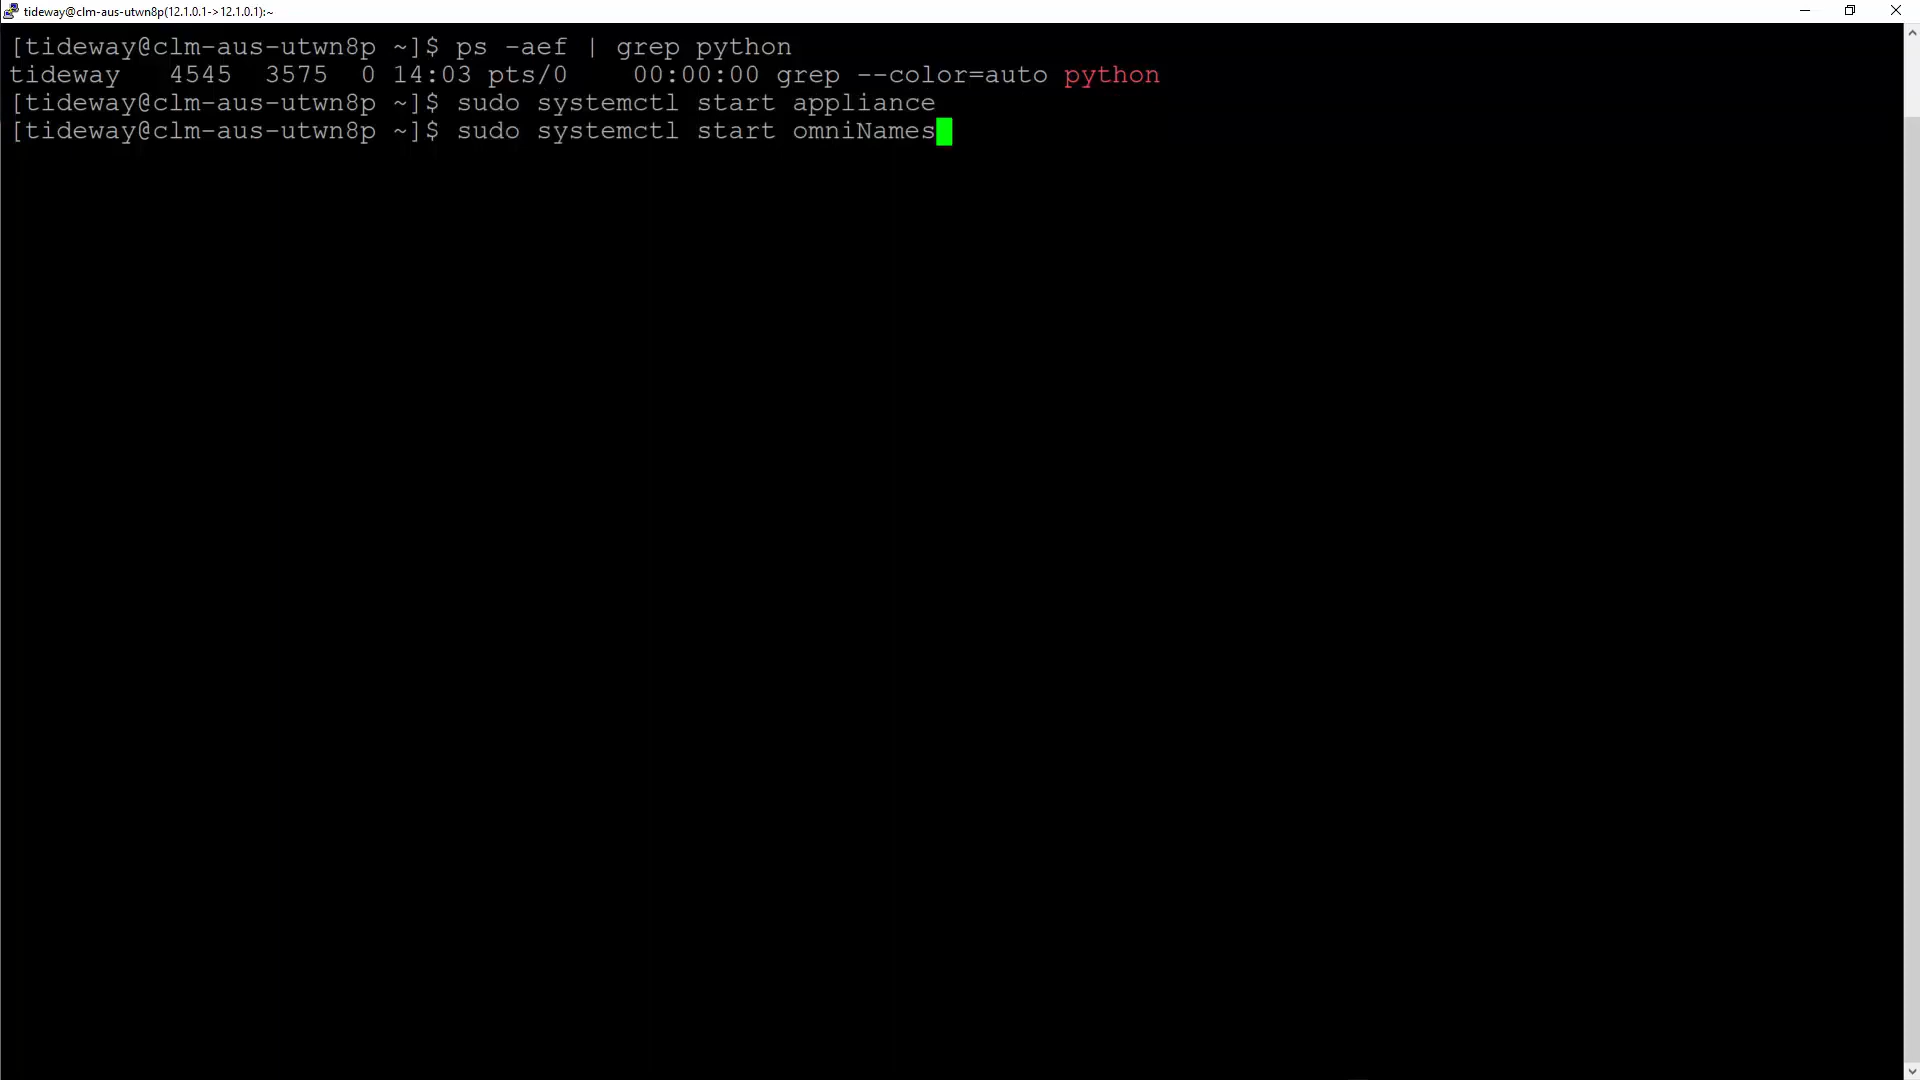 tideway@clm-aus-utwn8p(12.1.0.1->12.1.0.1):~
[tideway@clm-aus-utwn8p ~]$ ps -aef | grep python
tideway   4545  3575  0 14:03 pts/0    00:00:00 grep --color=auto python
[tideway@clm-aus-utwn8p ~]$ sudo systemctl start appliance
[tideway@clm-aus-utwn8p ~]$ sudo systemctl start omniNames